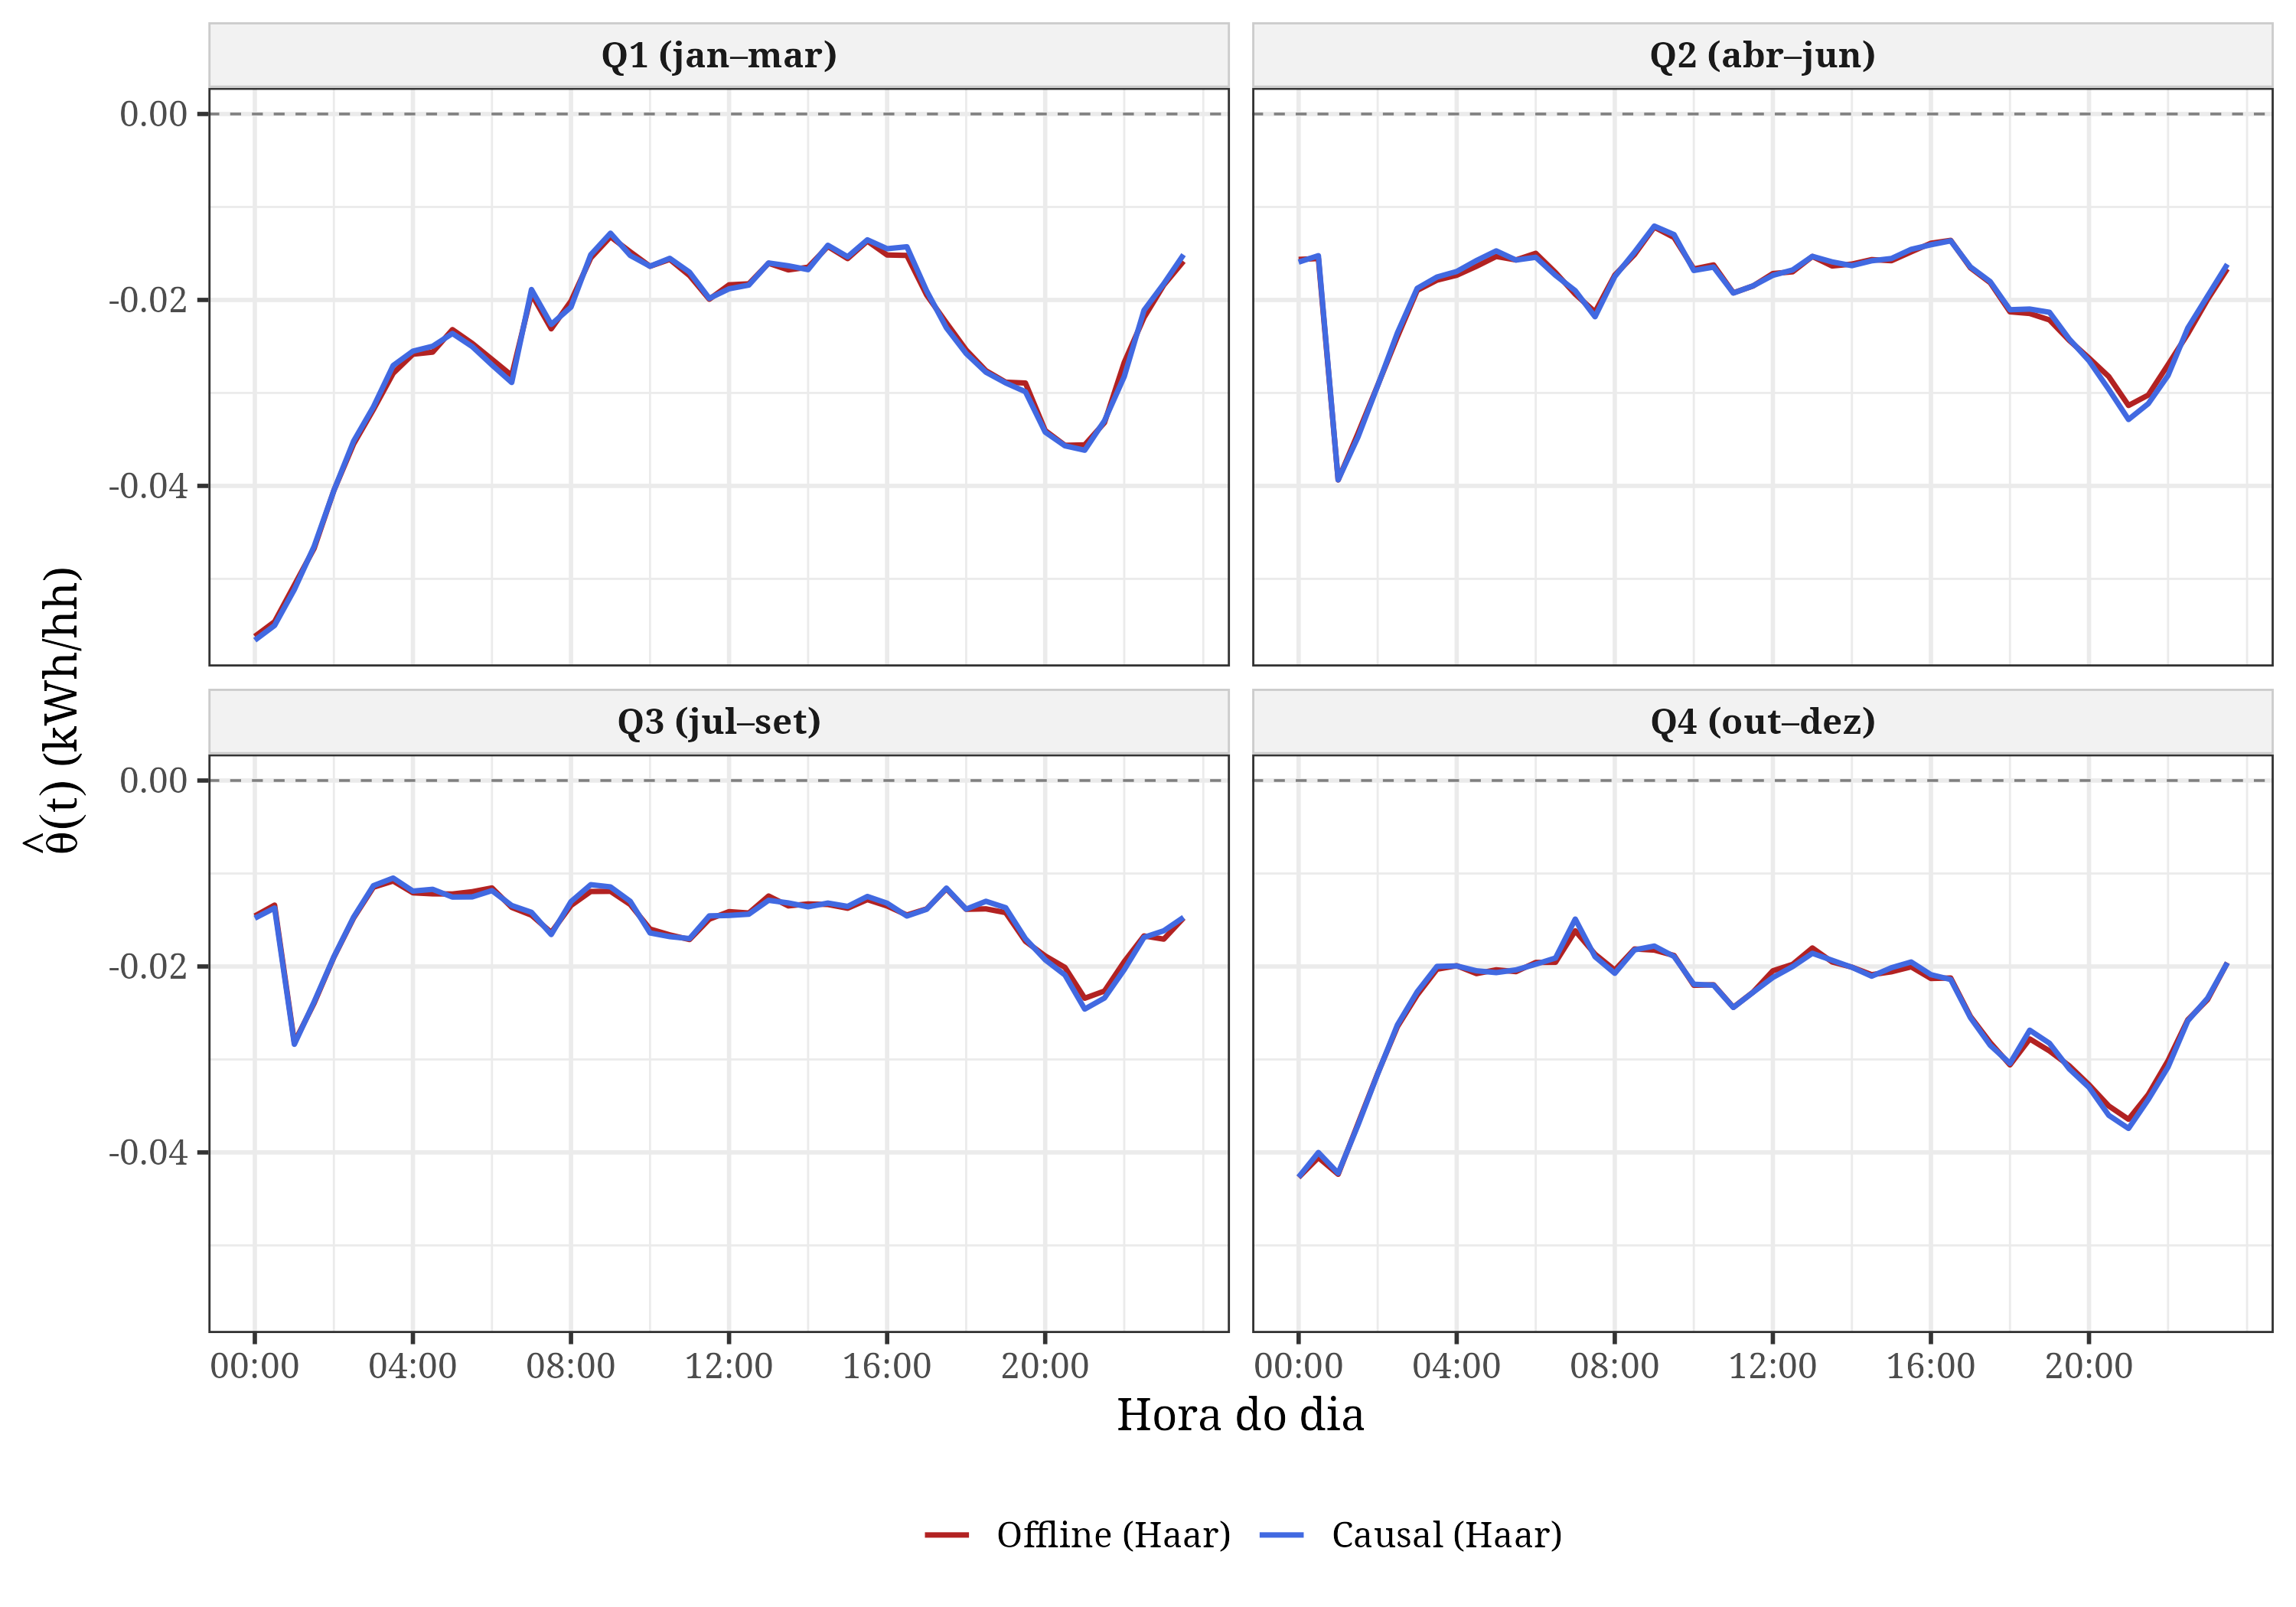 Q1 (jan–mar)
Q2 (abr–jun)
0.00
-0.02
-0.04
θ̂(t) (kWh/hh)
Q3 (jul–set)
Q4 (out–dez)
0.00
-0.02
-0.04
00:00 04:00 08:00 12:00 16:00 20:00
00:00 04:00 08:00 12:00 16:00 20:00
Hora do dia
Offline (Haar) Causal (Haar)